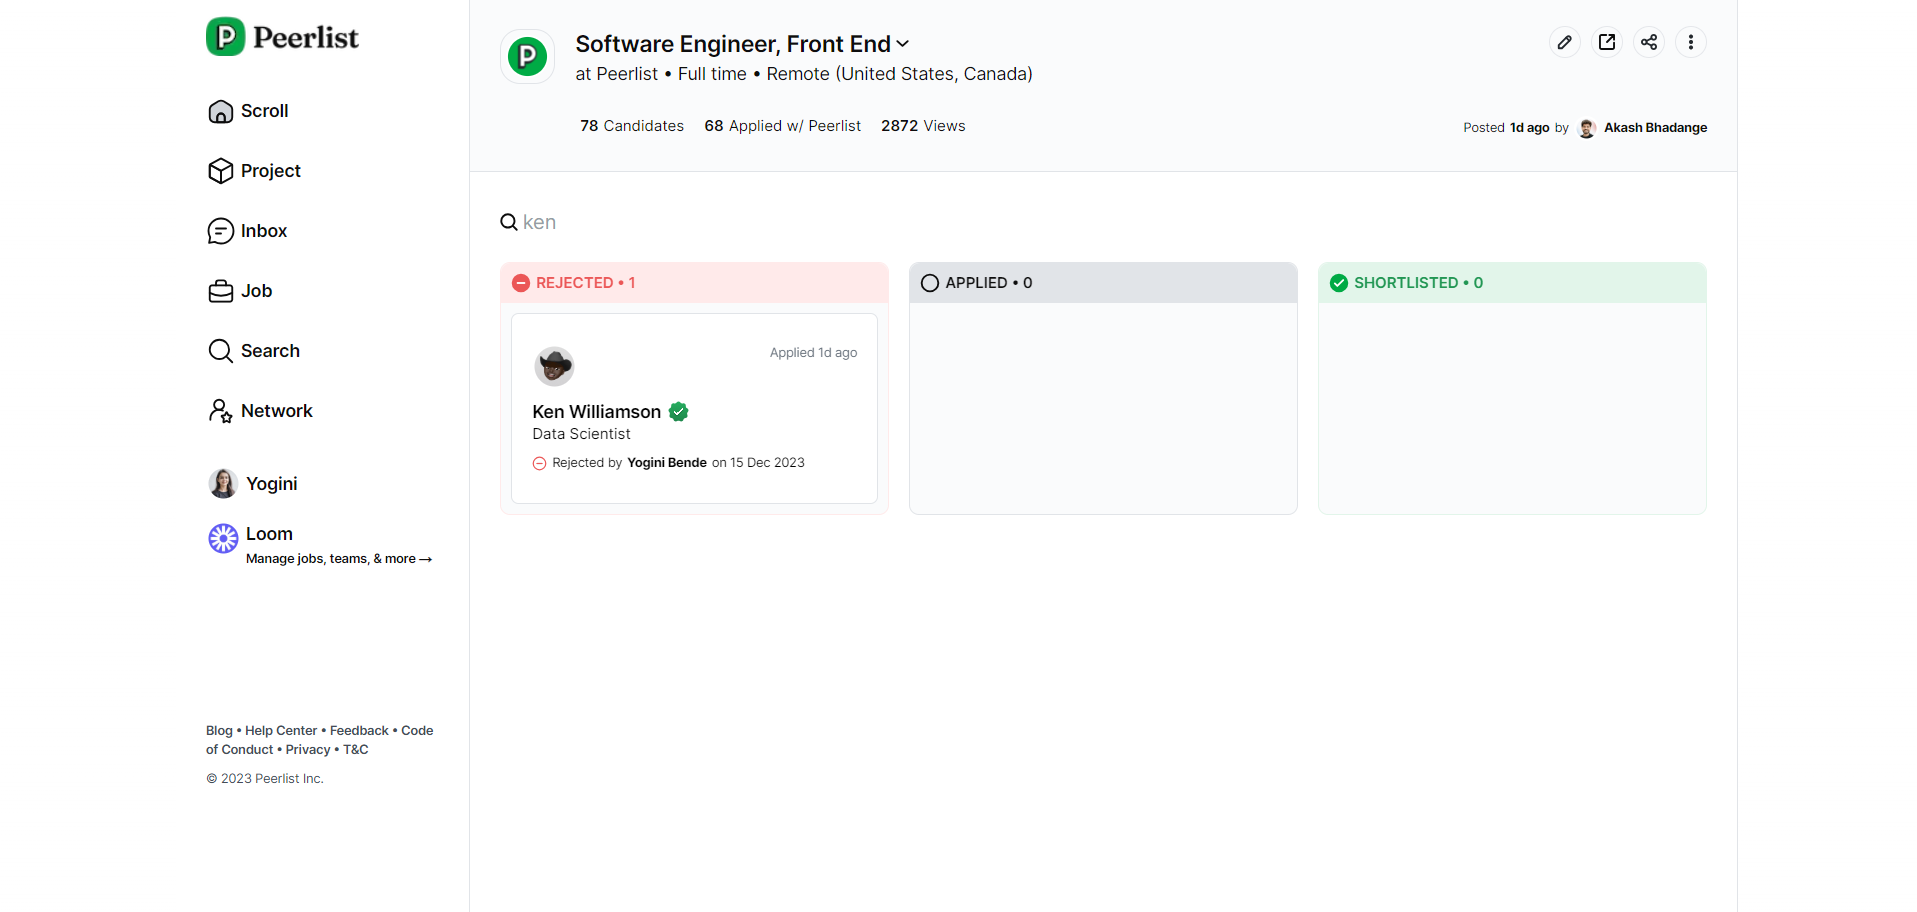 Peerlist
Scroll
Project
Inbox
Job
Search
Network
Yogini
Loom
Manage jobs, teams, & more →
Blog • Help Center • Feedback • Code
of Conduct • Privacy • T&C
© 2023 Peerlist Inc.
Software Engineer, Front End
at Peerlist • Full time • Remote (United States, Canada)
78 Candidates 68 Applied w/ Peerlist 2872 Views
Posted 1d ago by Akash Bhadange
ken
REJECTED • 1
Applied 1d ago
Ken Williamson
Data Scientist
Rejected by Yogini Bende on 15 Dec 2023
APPLIED • 0
SHORTLISTED • 0